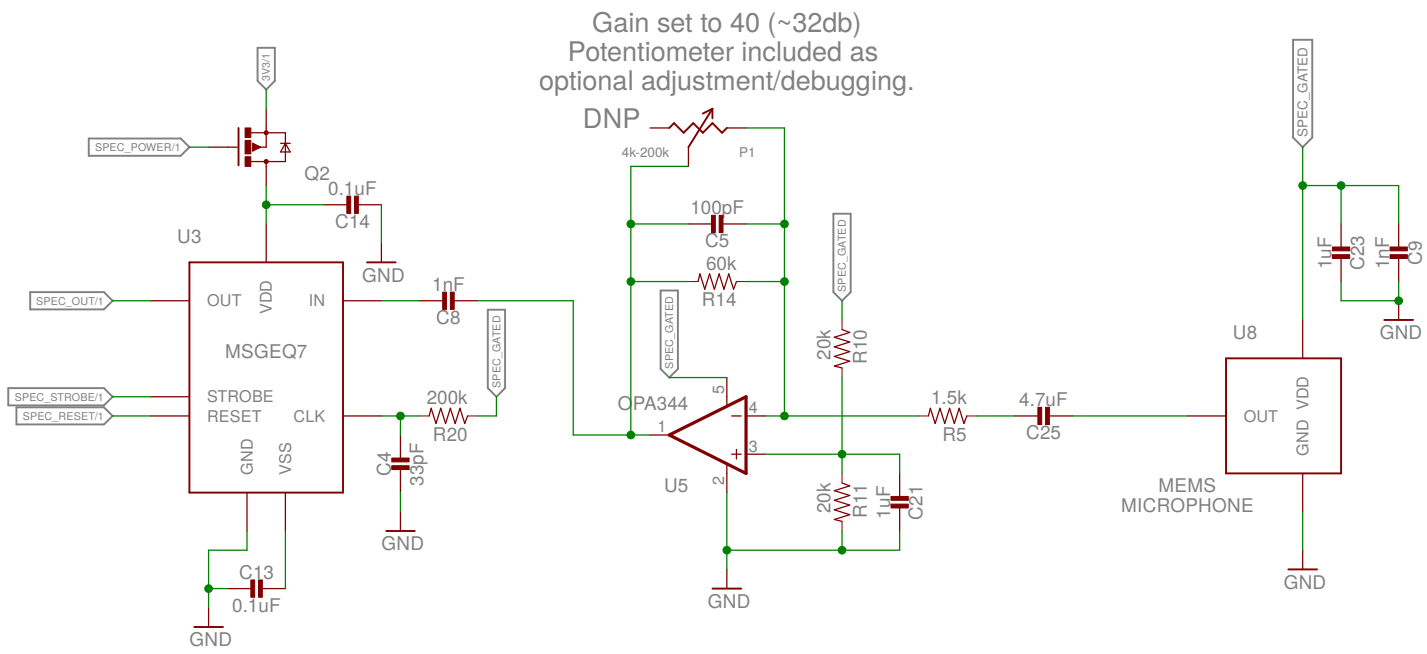 Gain set to 40 (~32db)
Potentiometer included as
optional adjustment/debugging.
DNP
4k-200k
P1
3V3/1
SPEC_POWER/1
Q2
0.1uF
C14
GND
U3
OUT
VDD
IN
MSGEQ7
STROBE
RESET
CLK
GND
VSS
SPEC_OUT/1
SPEC_STROBE/1
SPEC_RESET/1
C13
0.1uF
GND
1nF
C8
SPEC_GATED
200k
R20
C4
33pF
GND
100pF
C5
60k
R14
SPEC_GATED
OPA344
5
4
1
3
2
U5
GND
SPEC_GATED
20k
R10
20k
R11
1uF
C21
1.5k
R5
4.7uF
C25
SPEC_GATED
1uF
C23
1nF
C9
GND
U8
OUT
GND VDD
MEMS
MICROPHONE
GND